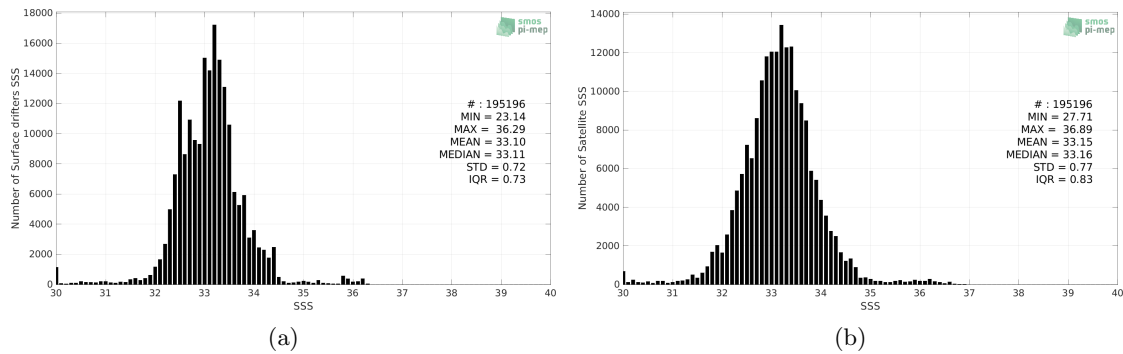 smos
pi-mep
18000
16000
14000
12000
10000
8000
6000
4000
2000
0
Number of Surface drifters SSS
# : 195196
MIN = 23.14
MAX = 36.29
MEAN = 33.10
MEDIAN = 33.11
STD = 0.72
IQR = 0.73
30 31 32 33 34 35 36 37 38 39 40
SSS
(a)
smos
pi-mep
14000
12000
10000
8000
6000
4000
2000
0
Number of Satellite SSS
# : 195196
MIN = 27.71
MAX = 36.89
MEAN = 33.15
MEDIAN = 33.16
STD = 0.77
IQR = 0.83
30 31 32 33 34 35 36 37 38 39 40
SSS
(b)